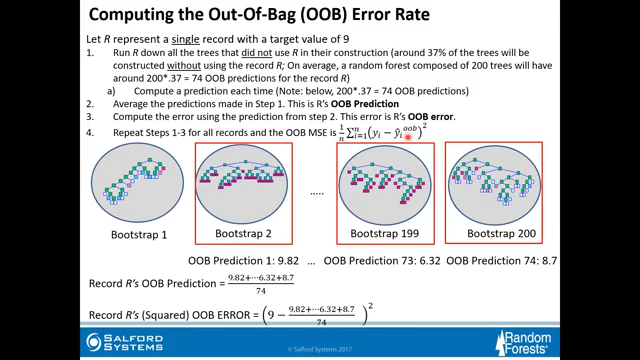 Computing the Out-Of-Bag (OOB) Error Rate
Let R represent a single record with a target value of 9
1. Run R down all the trees that did not use R in their construction (around 37% of the trees will be
constructed without using the record R; On average, a random forest composed of 200 trees will have
around 200*.37 = 74 OOB predictions for the record R)
a) Compute a prediction each time (Note: below, 200*.37 = 74 OOB predictions)
2. Average the predictions made in Step 1. This is R's OOB Prediction
3. Compute the error using the prediction from step 2. This error is R's OOB error.
4. Repeat Steps 1-3 for all records and the OOB MSE is 1/n ∑ⁿᵢ₌₁(yᵢ − ŷᵢᵒᵒᵇ)²
Bootstrap 1 Bootstrap 2 ..... Bootstrap 199 Bootstrap 200
OOB Prediction 1: 9.82 ... OOB Prediction 73: 6.32 OOB Prediction 74: 8.7
Record R's OOB Prediction = 9.82+⋯6.32+8.7 / 74
Record R's (Squared) OOB ERROR = (9 − 9.82+⋯6.32+8.7 / 74)²
SALFORD SYSTEMS
© Salford Systems 2017
Random Forests